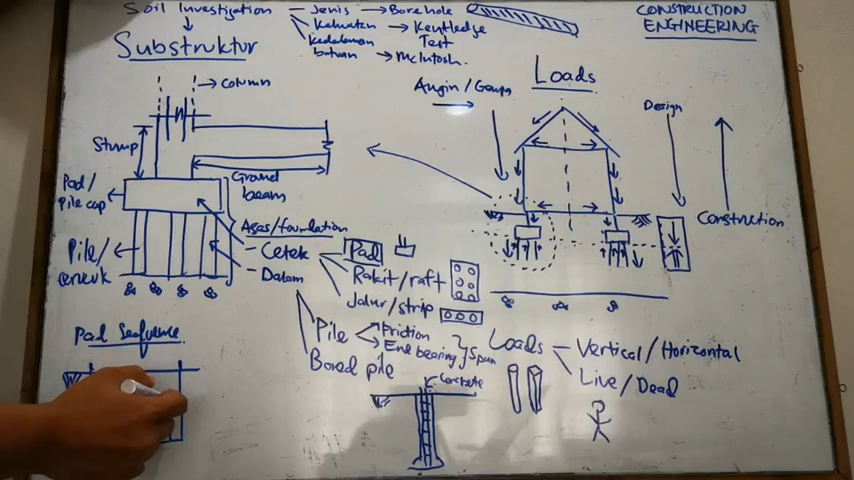 Soil Investigation – Jenis → Borehole
Kekuatan → Kentledge Test
Kedalaman batuan → McIntosh.
CONSTRUCTION
ENGINEERING
Substruktur
→ column
Stump
Pad/
Pile cap
Ground
beam
Pile/
cerucuk
Asas/foundation
– Cetek
– Dalam
Pad
Rakit/raft
Jalur/strip
Pile
Friction
End bearing
Spun
Bored pile
concrete
Loads
Angin/Gempa
Design
Construction
Loads – Vertical/Horizontal
Live/Dead
Pad Sequence